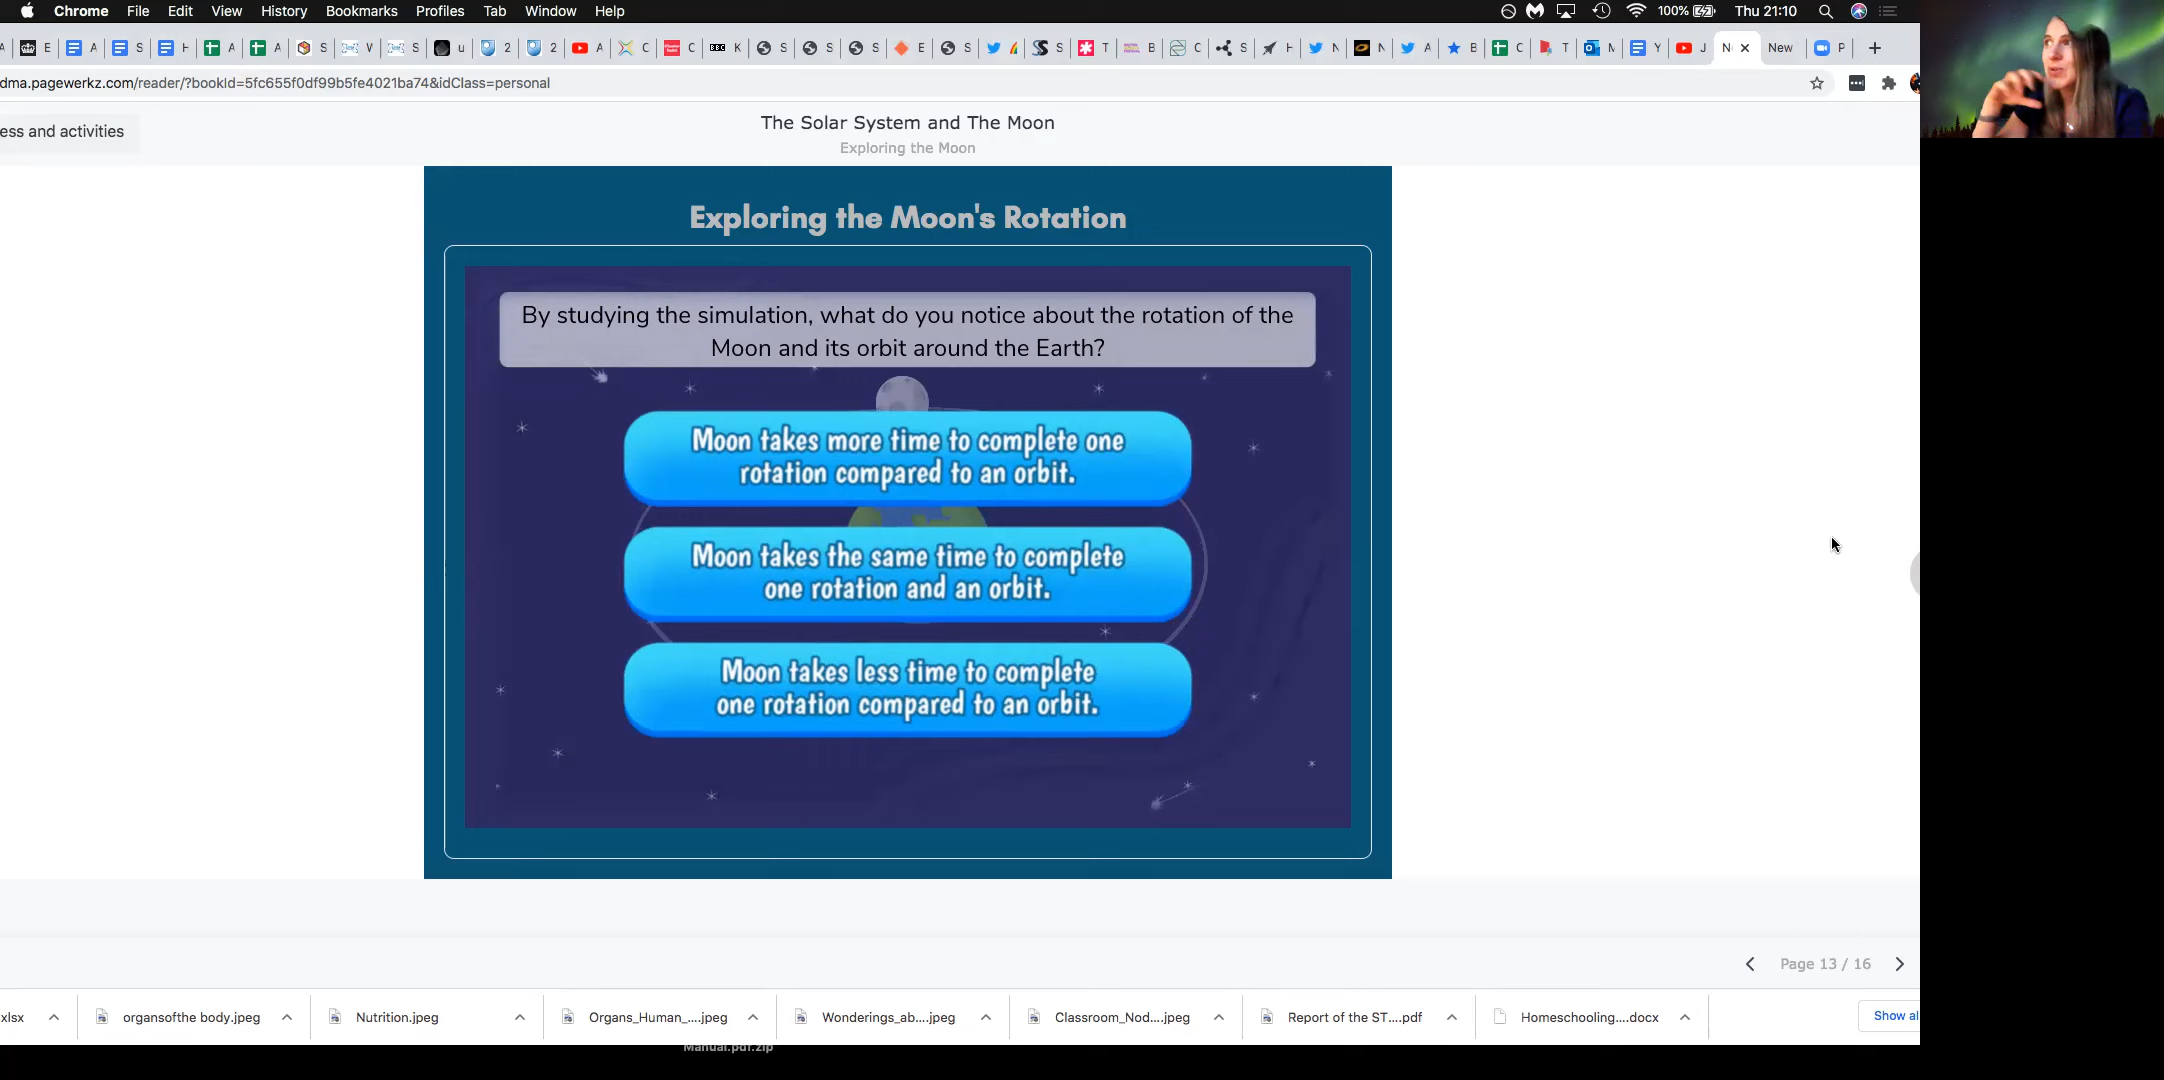 Chrome File Edit View History Bookmarks Profiles Tab Window Help 100% Thu 21:10
A E A S H A A S W S u 2 2 A C C K S S S E S S T B C S H N N A B C T M Y J N New P
dma.pagewerkz.com/reader/?bookId=5fc655f0df99b5fe4021ba74&idClass=personal
ess and activities
The Solar System and The Moon
Exploring the Moon
Exploring the Moon's Rotation
By studying the simulation, what do you notice about the rotation of the
Moon and its orbit around the Earth?
Moon takes more time to complete one
rotation compared to an orbit.
Moon takes the same time to complete
one rotation and an orbit.
Moon takes less time to complete
one rotation compared to an orbit.
Page 13 / 16
xlsx organsofthe body.jpeg Nutrition.jpeg Organs_Human_....jpeg Wonderings_ab....jpeg Classroom_Nod....jpeg Report of the ST....pdf Homeschooling....docx Show al
Manual.pdf.zip